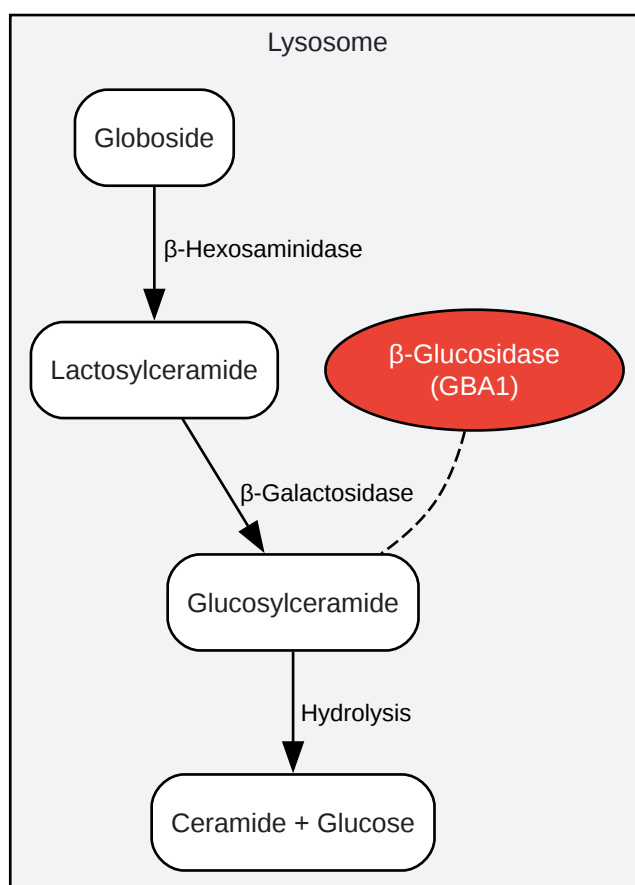 Lysosome
Globoside
β-Hexosaminidase
Lactosylceramide
β-Glucosidase
(GBA1)
β-Galactosidase
Glucosylceramide
Hydrolysis
Ceramide + Glucose